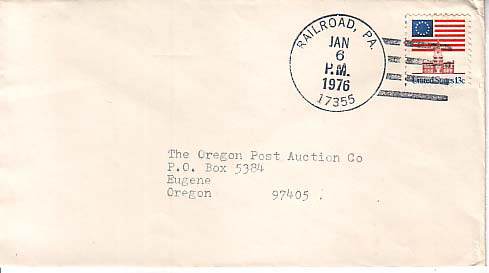 RAILROAD, PA.
JAN
6
P.M.
1976
17355
United States 13c
The Oregon Post Auction Co
P.O. Box 5384
Eugene
Oregon 97405 .